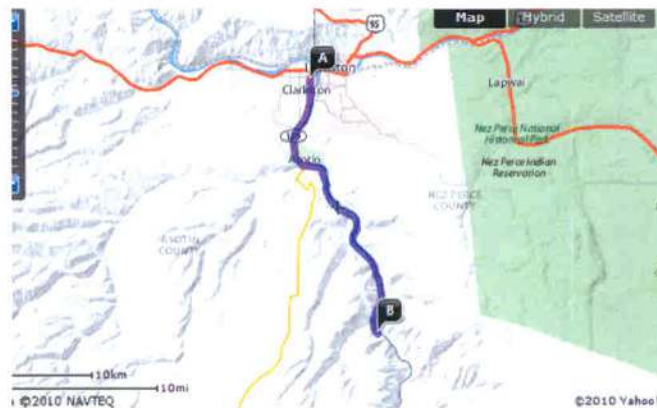 Map
Hybrid
Satellite
95
A
Clarkston
Lapwai
129
Nez Perce National
Historical Park
Nez Perce Indian
Reservation
NEZ PERCE
COUNTY
ASOTIN
COUNTY
B
10km
10mi
©2010 NAVTEQ
©2010 Yahoo!